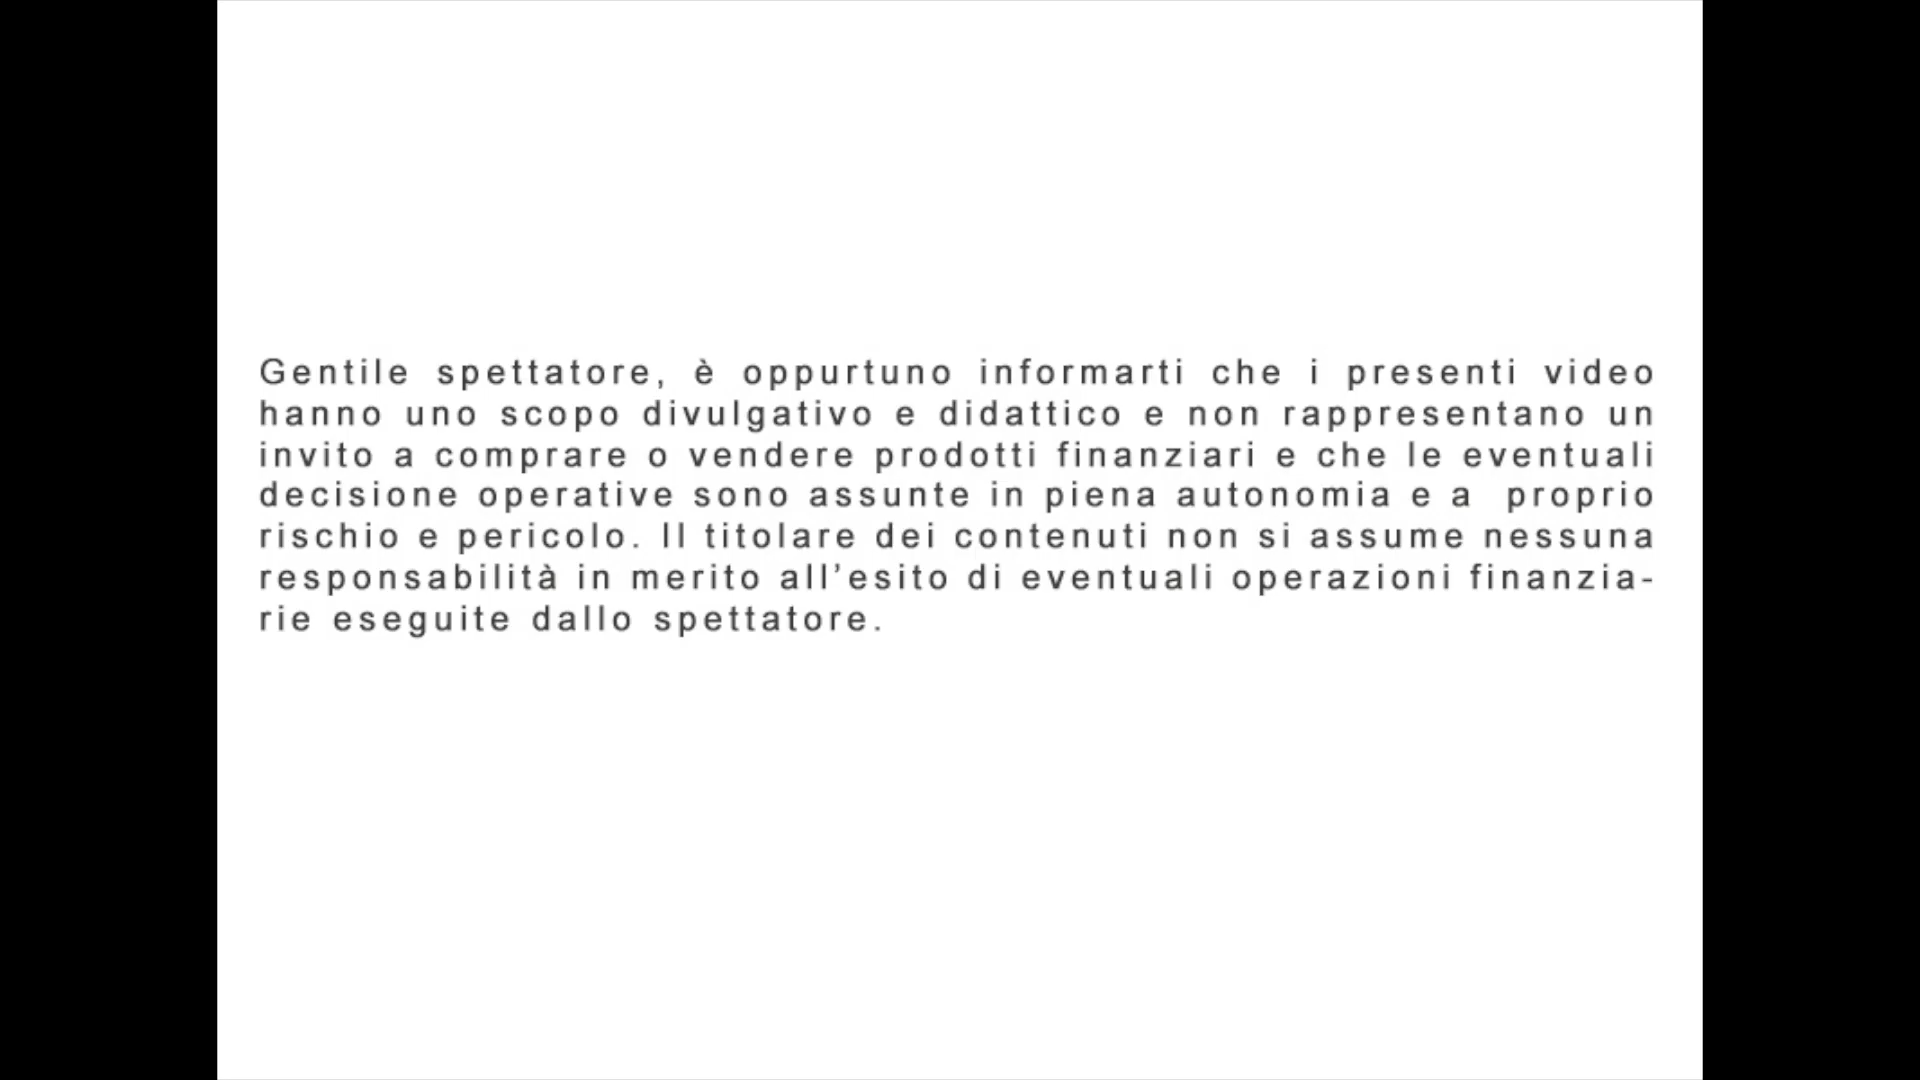 Gentile spettatore, è oppurtuno informarti che i presenti video
hanno uno scopo divulgativo e didattico e non rappresentano un
invito a comprare o vendere prodotti finanziari e che le eventuali
decisione operative sono assunte in piena autonomia e a proprio
rischio e pericolo. Il titolare dei contenuti non si assume nessuna
responsabilità in merito all’esito di eventuali operazioni finanzia-
rie eseguite dallo spettatore.